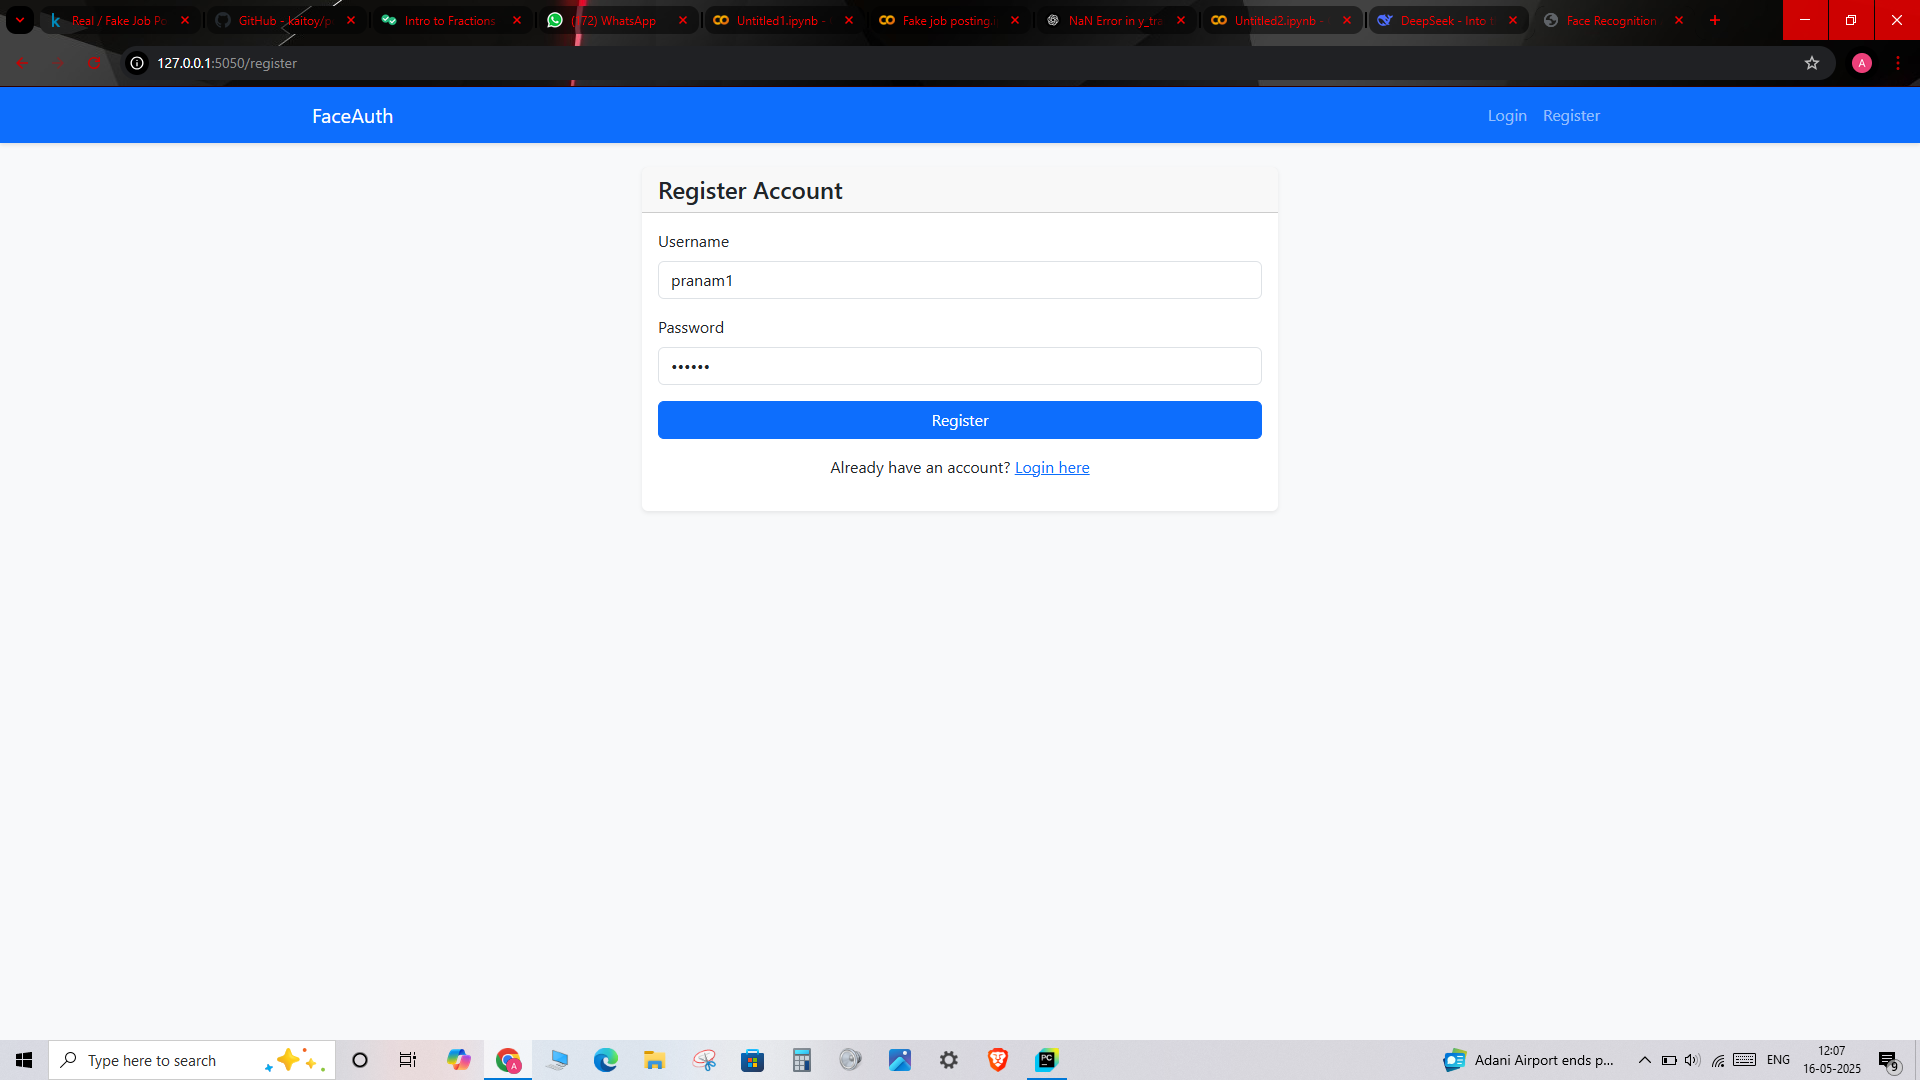 Real / Fake Job Po
GitHub - kaitoy/p
Intro to Fractions
(172) WhatsApp
Untitled1.ipynb -
Fake job posting.i
NaN Error in y_tra
Untitled2.ipynb -
DeepSeek - Into t
Face Recognition
127.0.0.1:5050/register
A
FaceAuth
Login
Register
Register Account
Username
pranam1
Password
••••••
Register
Already have an account? Login here
Type here to search
A
PC
Adani Airport ends p...
ENG
12:07
16-05-2025
9